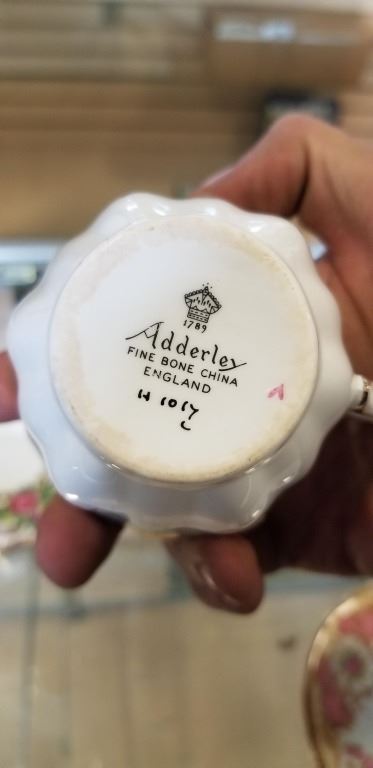 1789
Adderley
FINE BONE CHINA
ENGLAND
H 1017